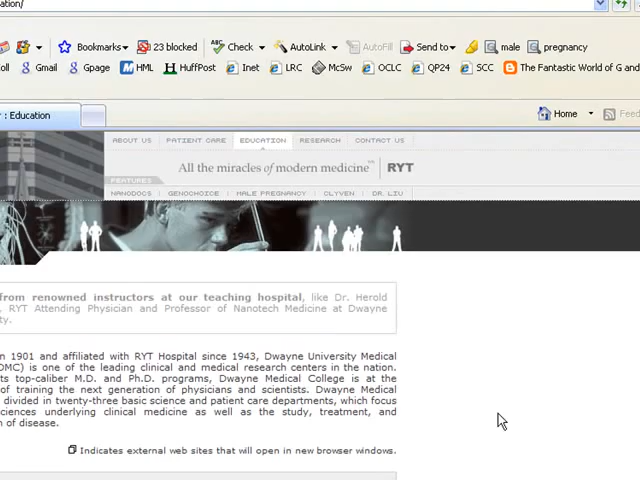 ation/
Bookmarks 23 blocked Check AutoLink AutoFill Send to male pregnancy
oll Gmail Gpage HML HuffPost Inet LRC McSw OCLC QP24 SCC The Fantastic World of G and
r : Education Home Feed
ABOUT US PATIENT CARE EDUCATION RESEARCH CONTACT US
All the miracles of modern medicine RYT
FEATURES
NANODOCS GENOCHOICE MALE PREGNANCY CLYVEN DR. LIU
from renowned instructors at our teaching hospital, like Dr. Herold
, RYT Attending Physician and Professor of Nanotech Medicine at Dwayne
ty.
n 1901 and affiliated with RYT Hospital since 1943, Dwayne University Medical
DMC) is one of the leading clinical and medical research centers in the nation.
ts top-caliber M.D. and Ph.D. programs, Dwayne Medical College is at the
of training the next generation of physicians and scientists. Dwayne Medical
divided in twenty-three basic science and patient care departments, which focus
ciences underlying clinical medicine as well as the study, treatment, and
n of disease.
Indicates external web sites that will open in new browser windows.